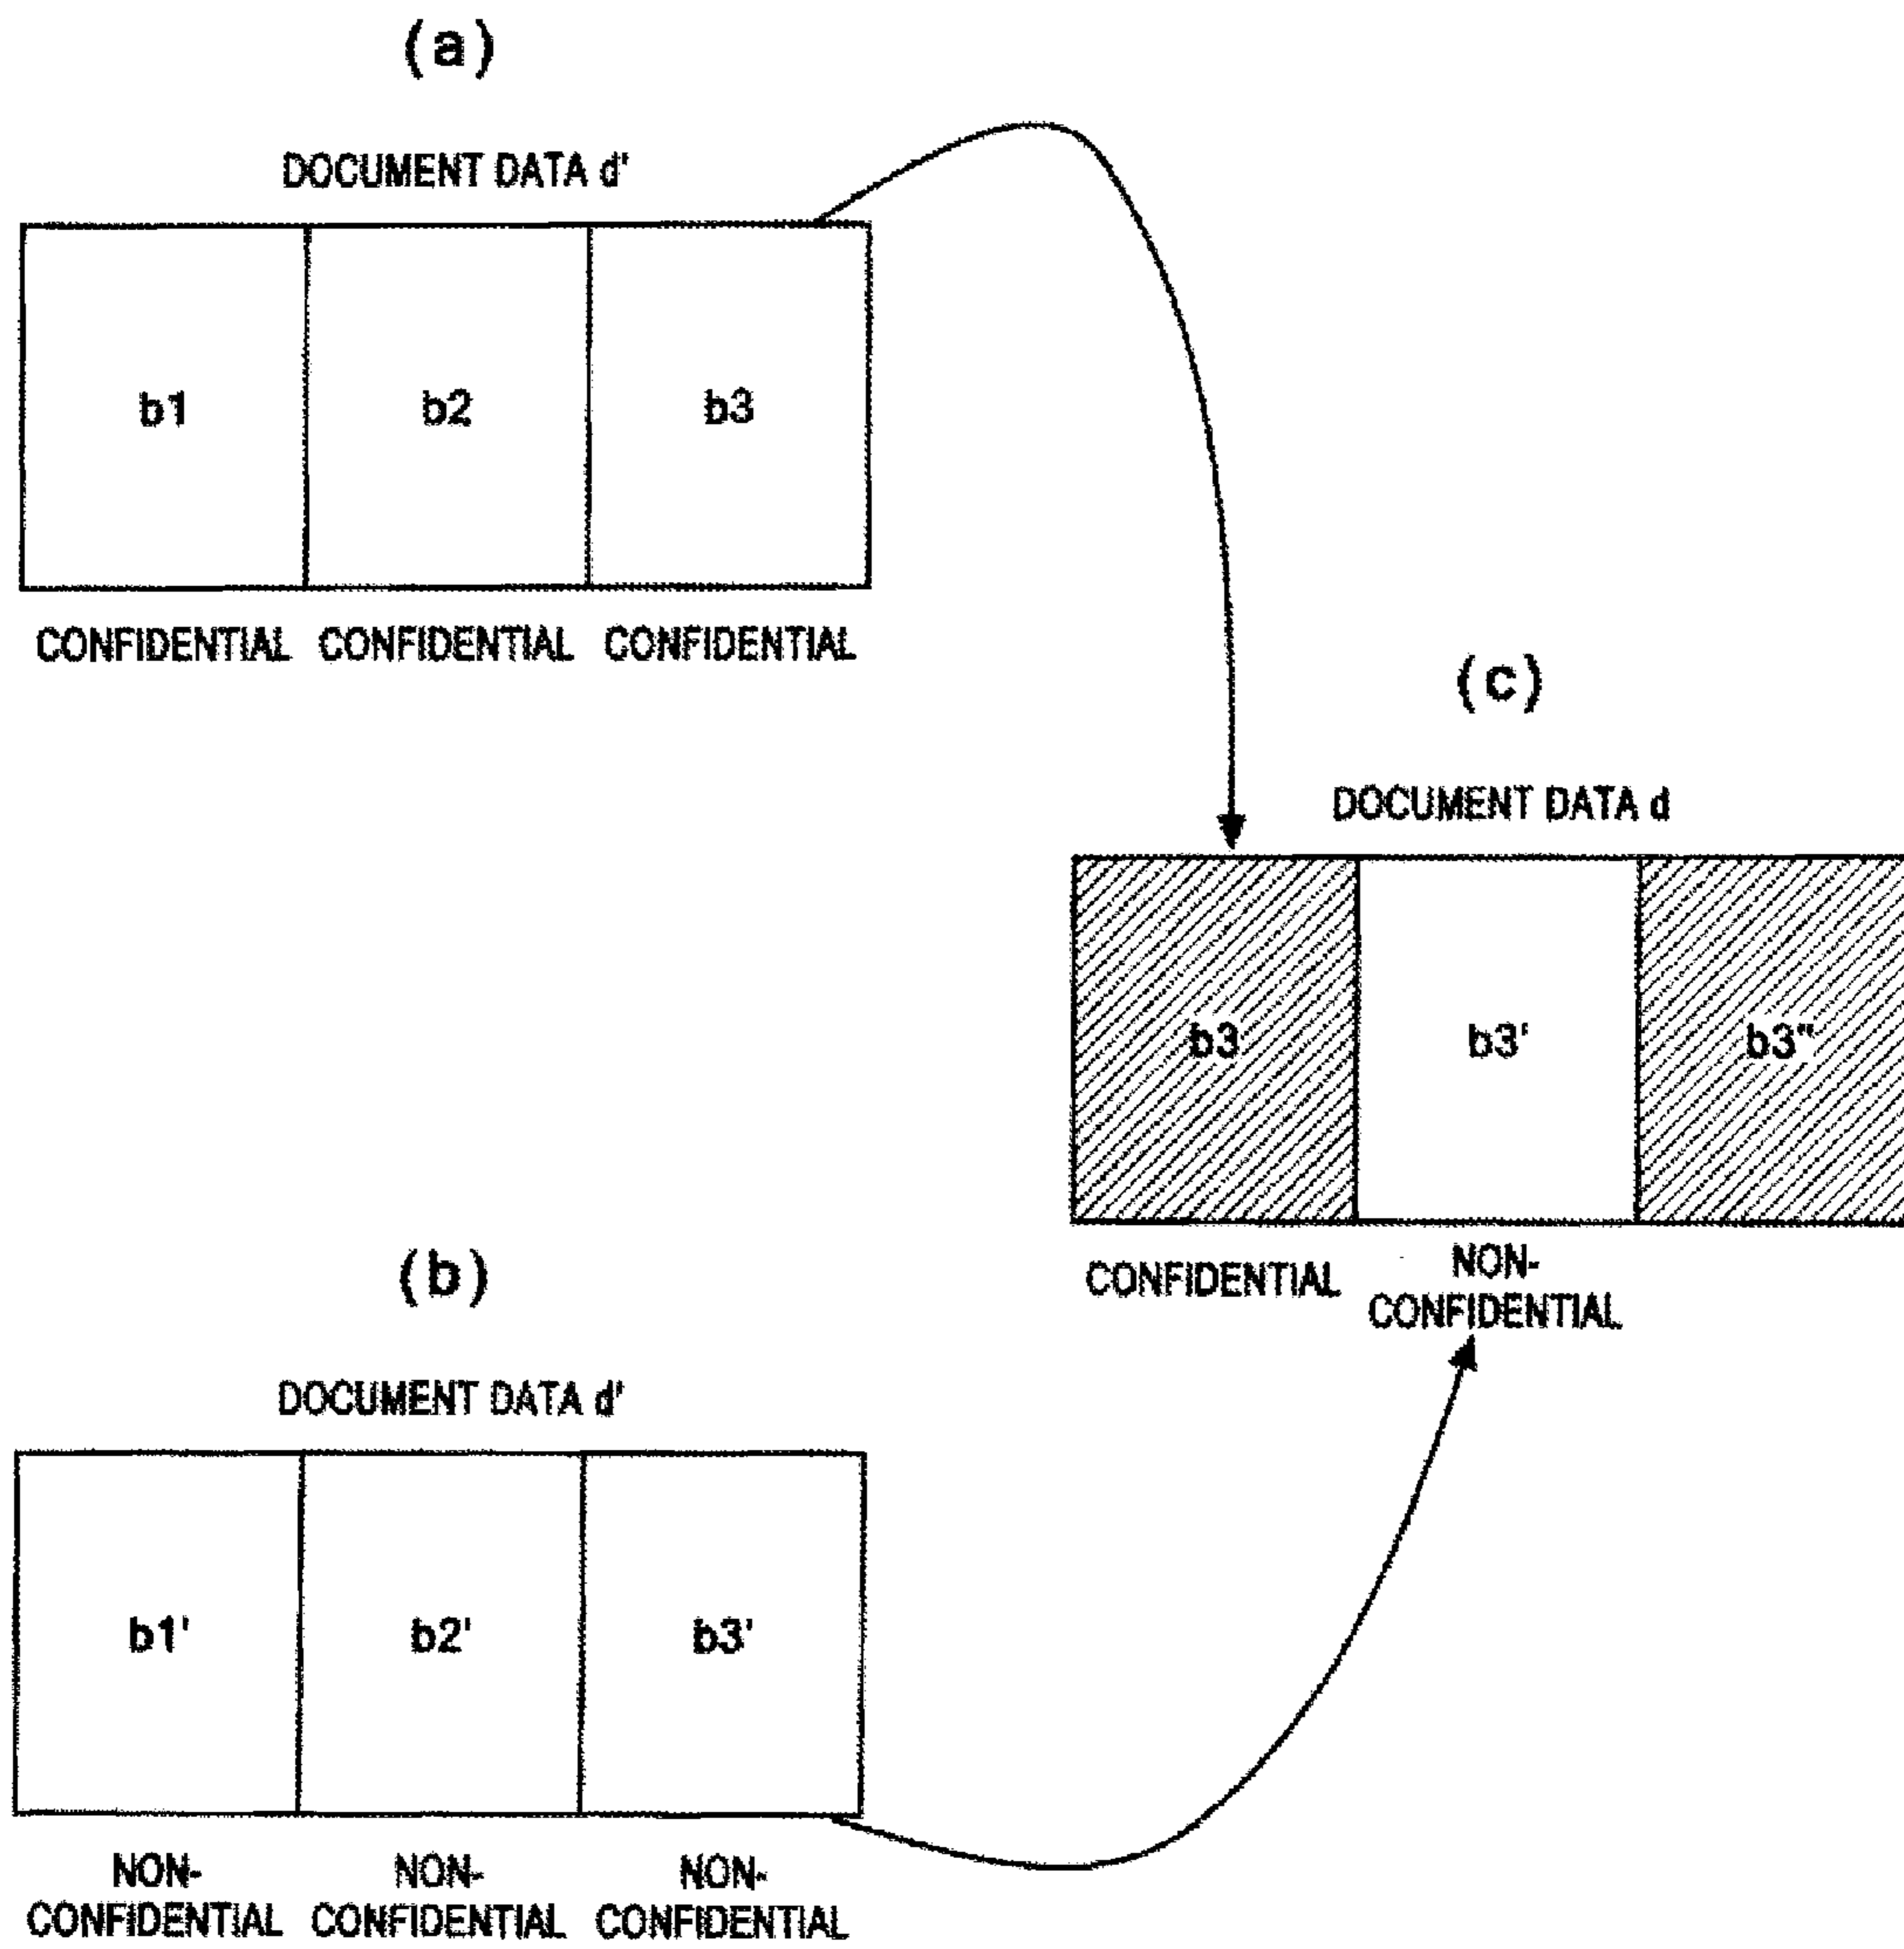 (a)
DOCUMENT DATA d'
b1 b2 b3
CONFIDENTIAL CONFIDENTIAL CONFIDENTIAL
(c)
DOCUMENT DATA d
b3 b3' b3"
CONFIDENTIAL NON-
CONFIDENTIAL
(b)
DOCUMENT DATA d'
b1' b2' b3'
NON- NON- NON-
CONFIDENTIAL CONFIDENTIAL CONFIDENTIAL